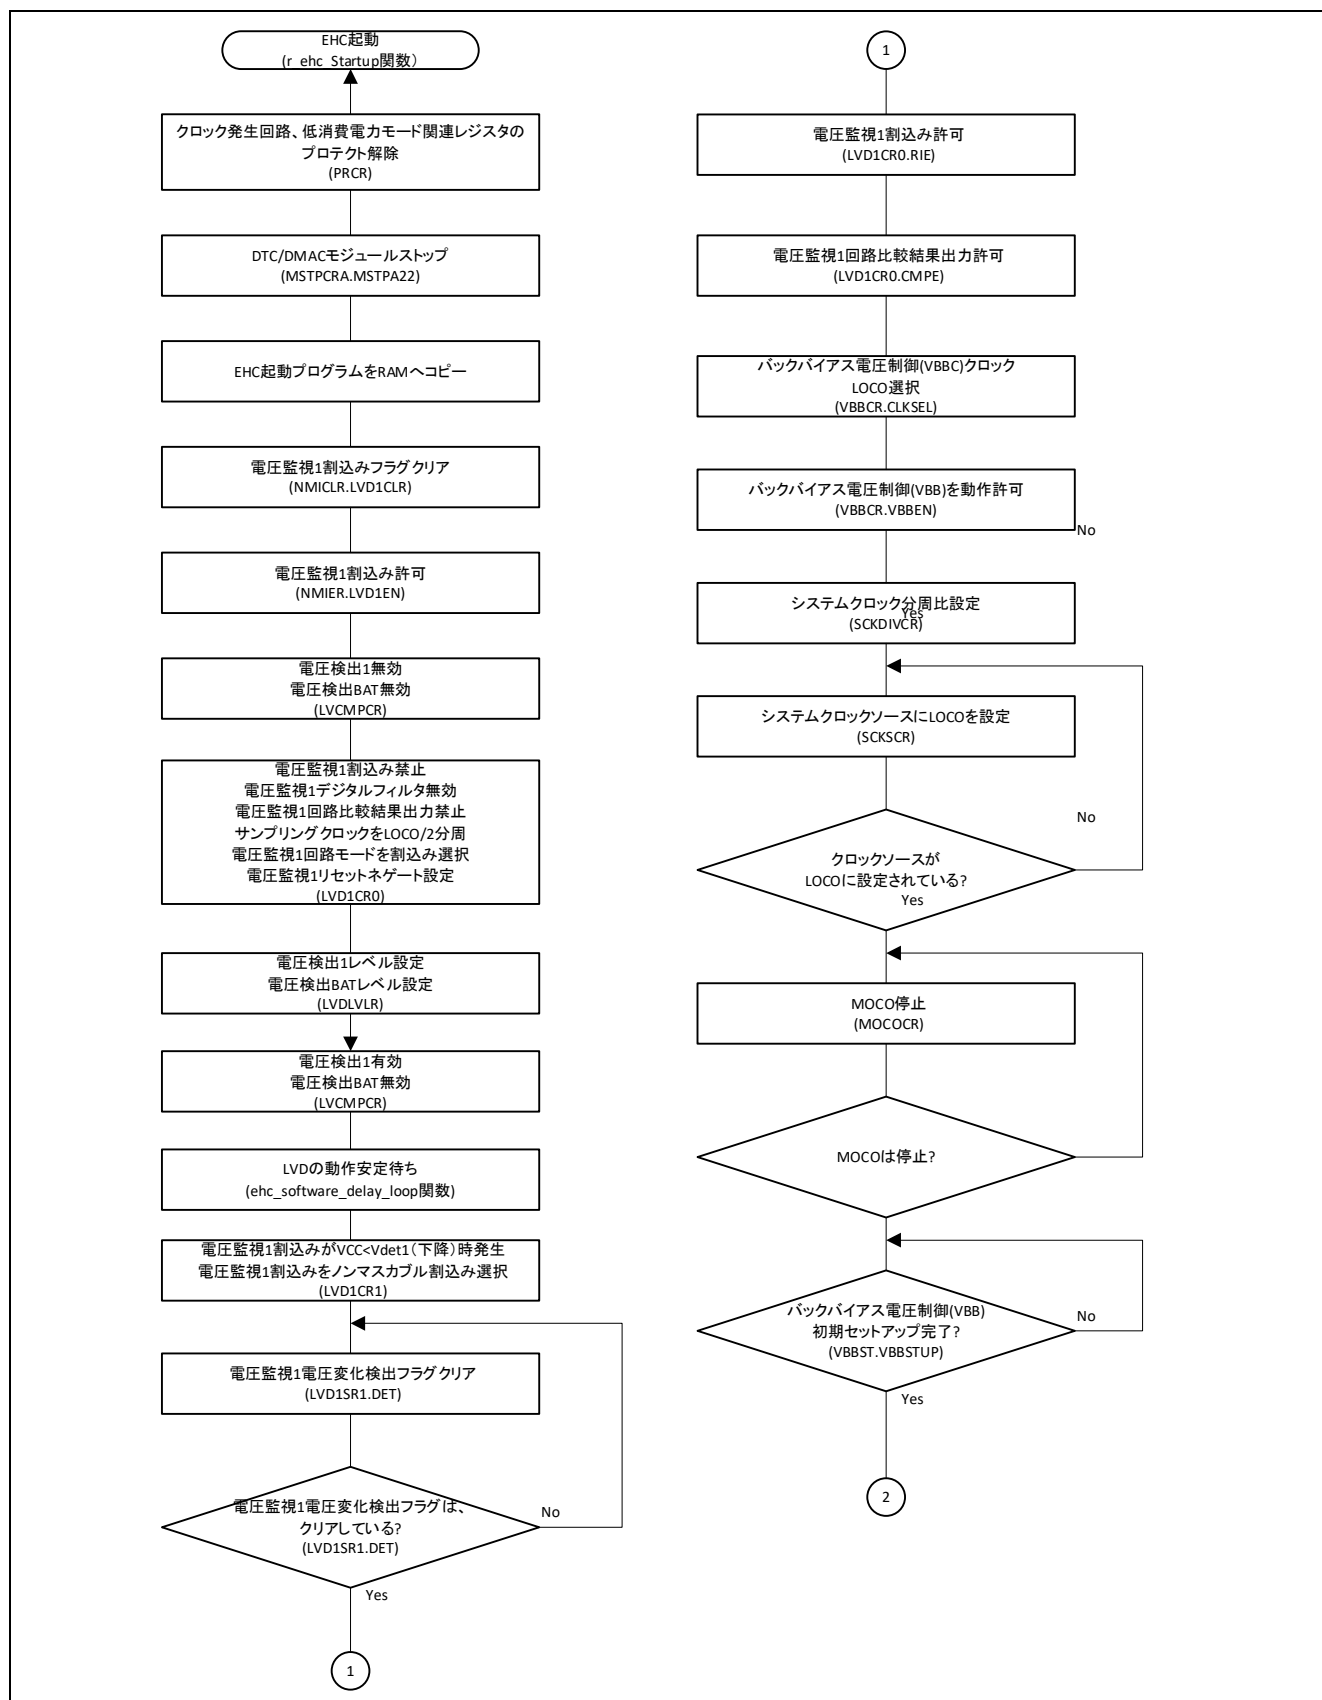 EHC起動
(r_ehc_Startup関数)
クロック発生回路、低消費電力モード関連レジスタの
プロテクト解除
(PRCR)
DTC/DMACモジュールストップ
(MSTPCRA.MSTPA22)
EHC起動プログラムをRAMへコピー
電圧監視1割込みフラグクリア
(NMICLR.LVD1CLR)
電圧監視1割込み許可
(NMIER.LVD1EN)
電圧検出1無効
電圧検出BAT無効
(LVCMPCR)
電圧監視1割込み禁止
電圧監視1デジタルフィルタ無効
電圧監視1回路比較結果出力禁止
サンプリングクロックをLOCO/2分周
電圧監視1回路モードを割込み選択
電圧監視1リセットネゲート設定
(LVD1CR0)
電圧検出1レベル設定
電圧検出BATレベル設定
(LVDLVLR)
電圧検出1有効
電圧検出BAT無効
(LVCMPCR)
LVDの動作安定待ち
(ehc_software_delay_loop関数)
電圧監視1割込みがVCC<Vdet1(下降)時発生
電圧監視1割込みをノンマスカブル割込み選択
(LVD1CR1)
電圧監視1電圧変化検出フラグクリア
(LVD1SR1.DET)
電圧監視1電圧変化検出フラグは、
クリアしている?
(LVD1SR1.DET)
No
Yes
1
1
電圧監視1割込み許可
(LVD1CR0.RIE)
電圧監視1回路比較結果出力許可
(LVD1CR0.CMPE)
バックバイアス電圧制御(VBBC)クロック
LOCO選択
(VBBCR.CLKSEL)
バックバイアス電圧制御(VBB)を動作許可
(VBBCR.VBBEN)
No
システムクロック分周比設定
Yes
(SCKDIVCR)
システムクロックソースにLOCOを設定
(SCKSCR)
No
クロックソースが
LOCOに設定されている?
Yes
MOCO停止
(MOCOCR)
MOCOは停止?
バックバイアス電圧制御(VBB)
初期セットアップ完了?
(VBBST.VBBSTUP)
No
Yes
2